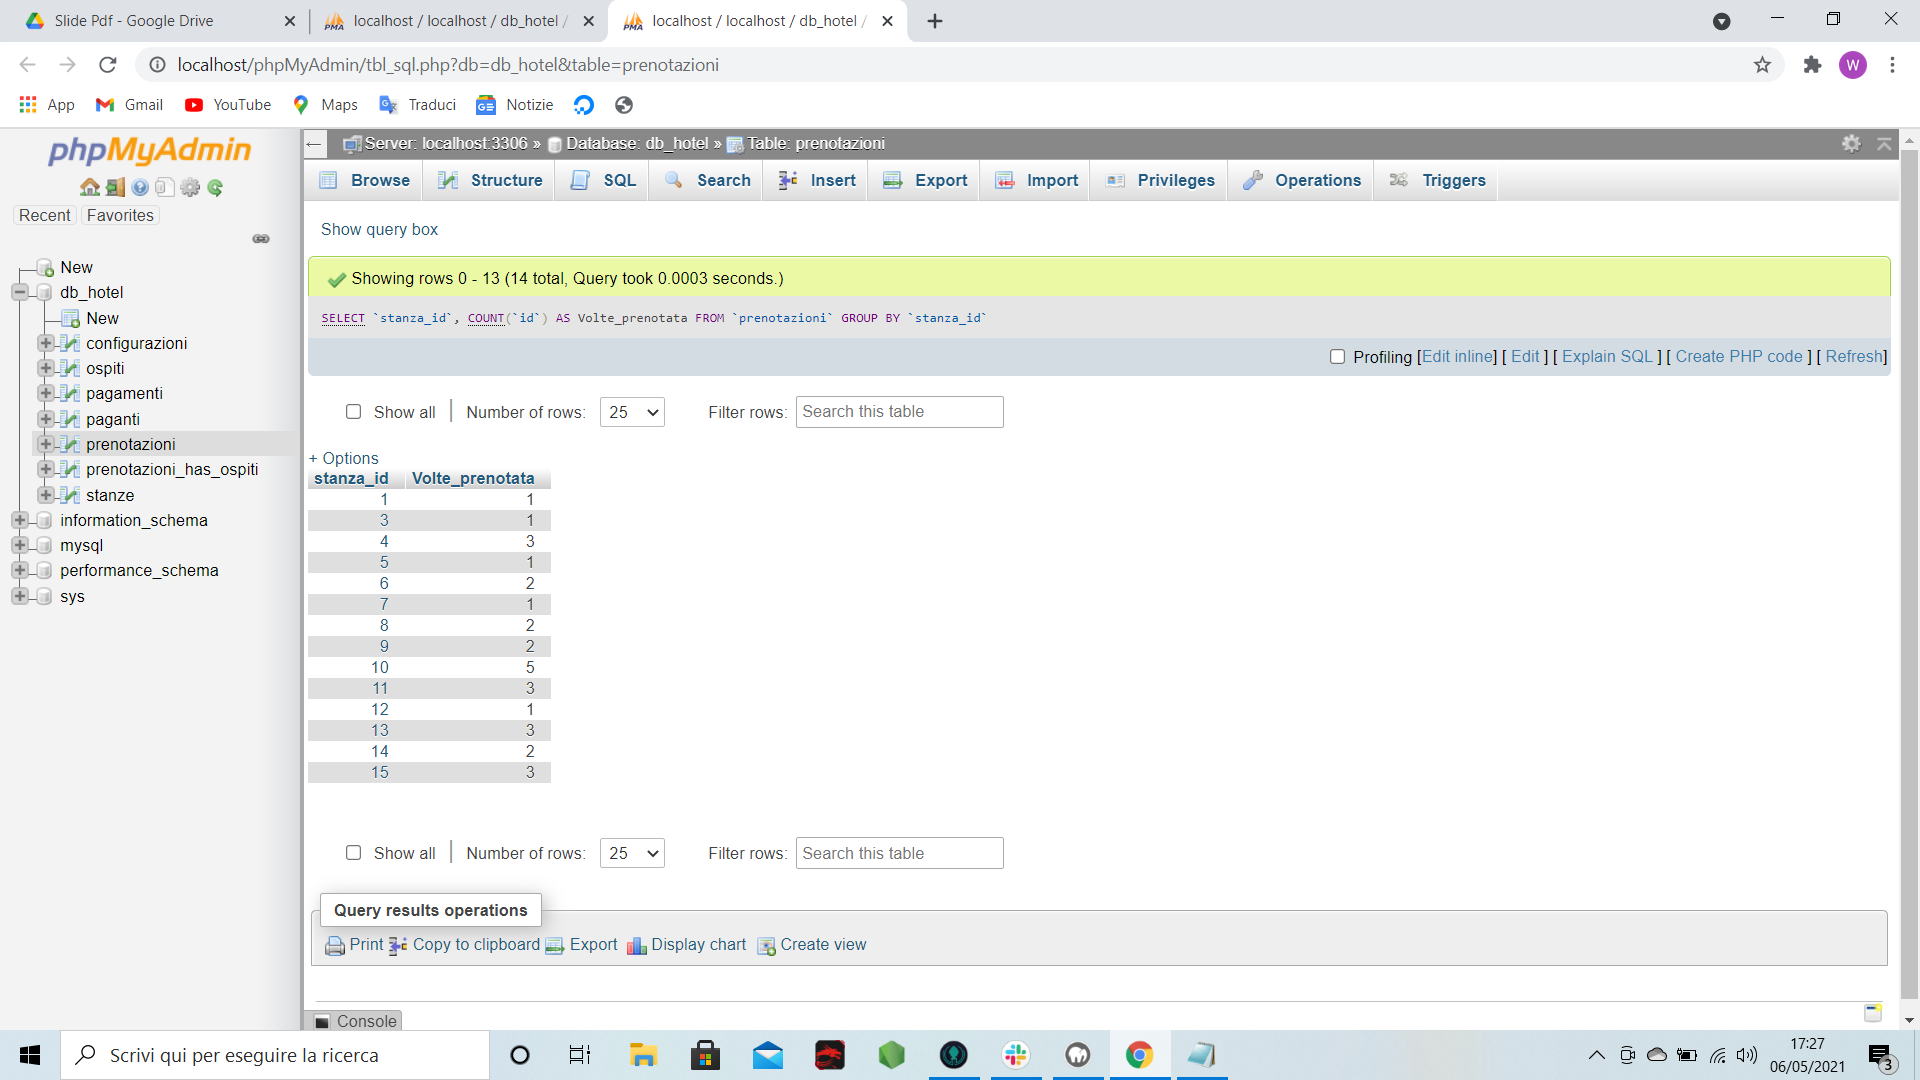 Slide Pdf - Google Drive
localhost / localhost / db_hotel /
localhost / localhost / db_hotel /
localhost/phpMyAdmin/tbl_sql.php?db=db_hotel&table=prenotazioni
W
App Gmail YouTube Maps Traduci Notizie
phpMyAdmin
Recent Favorites
New
db_hotel
New
configurazioni
ospiti
pagamenti
paganti
prenotazioni
prenotazioni_has_ospiti
stanze
information_schema
mysql
performance_schema
sys
Server: localhost:3306 » Database: db_hotel » Table: prenotazioni
Browse Structure SQL Search Insert Export Import Privileges Operations Triggers
Show query box
Showing rows 0 - 13 (14 total, Query took 0.0003 seconds.)
SELECT `stanza_id`, COUNT(`id`) AS Volte_prenotata FROM `prenotazioni` GROUP BY `stanza_id`
Profiling [Edit inline] [ Edit ] [ Explain SQL ] [ Create PHP code ] [ Refresh]
Show all Number of rows: 25 Filter rows: Search this table
+ Options
stanza_id Volte_prenotata
1 1
3 1
4 3
5 1
6 2
7 1
8 2
9 2
10 5
11 3
12 1
13 3
14 2
15 3
Show all Number of rows: 25 Filter rows: Search this table
Query results operations
Print Copy to clipboard Export Display chart Create view
Console
Scrivi qui per eseguire la ricerca
17:27
06/05/2021
3